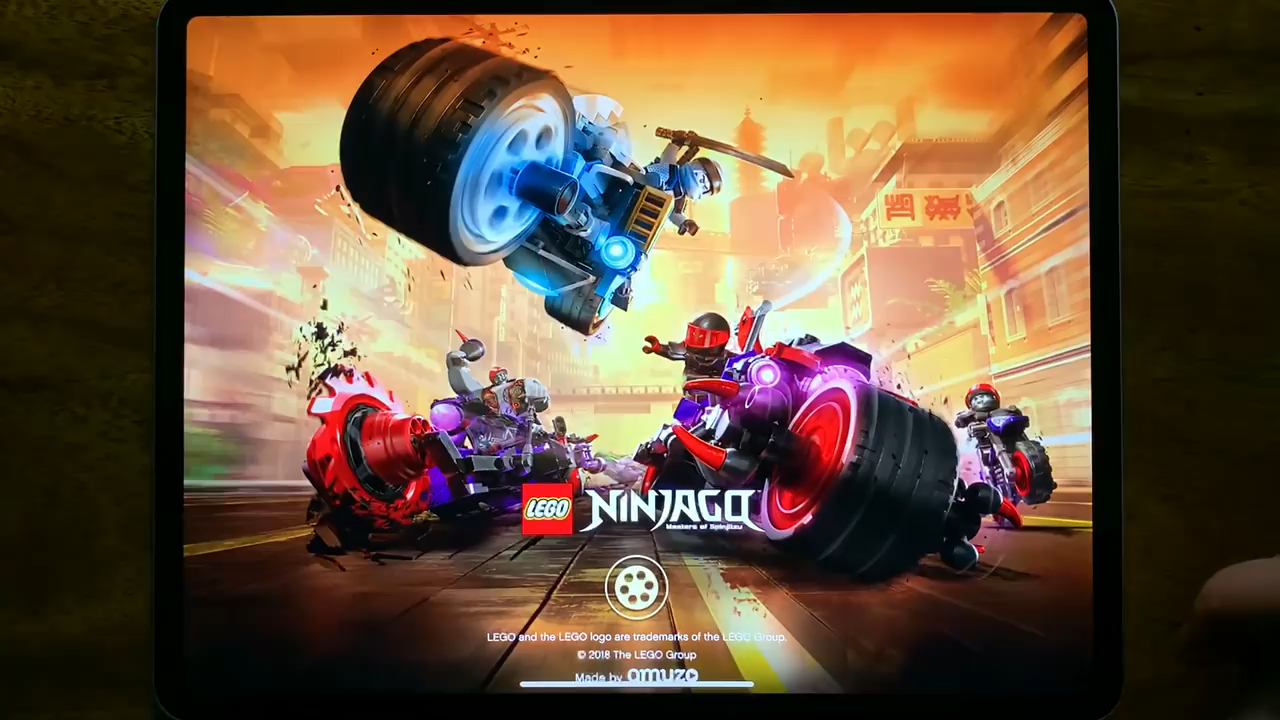 LEGO NINJAGO
Masters of Spinjitzu
LEGO and the LEGO logo are trademarks of the LEGO Group.
© 2018 The LEGO Group
Made by amuzo